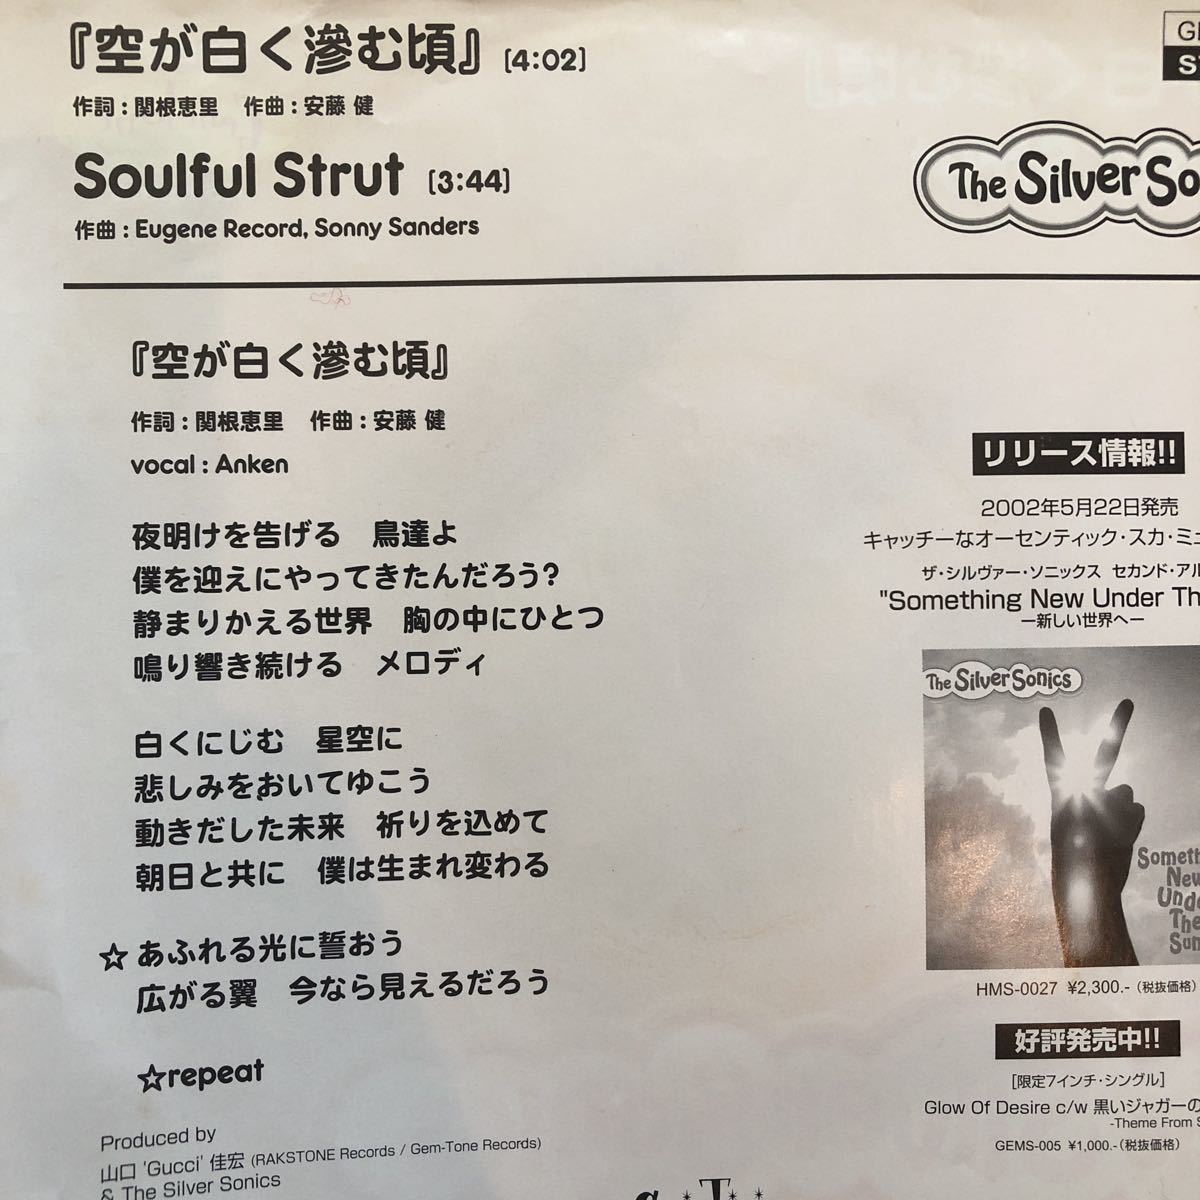 『空が白く滲む頃』 [4:02]
作詞：関根恵里　作曲：安藤 健
Soulful Strut [3:44]
作曲：Eugene Record, Sonny Sanders
The Silver So
『空が白く滲む頃』
作詞：関根恵里　作曲：安藤 健
vocal : Anken
夜明けを告げる　鳥達よ
僕を迎えにやってきたんだろう?
静まりかえる世界　胸の中にひとつ
鳴り響き続ける　メロディ
白くにじむ　星空に
悲しみをおいてゆこう
動きだした未来　祈りを込めて
朝日と共に　僕は生まれ変わる
☆あふれる光に誓おう
広がる翼　今なら見えるだろう
☆repeat
Produced by
山口 'Gucci' 佳宏 (RAKSTONE Records / Gem-Tone Records)
& The Silver Sonics
リリース情報!!
2002年5月22日発売
キャッチーなオーセンティック・スカ・ミュ
ザ・シルヴァー・ソニックス セカンド・アル
"Something New Under Th
ー新しい世界へー
The Silver Sonics
Someth
New
Unde
The
Sun
HMS-0027 ¥2,300.-（税抜価格）
好評発売中!!
[限定7インチ・シングル]
Glow Of Desire c/w 黒いジャガーの
-Theme From S
GEMS-005 ¥1,000.-（税抜価格）